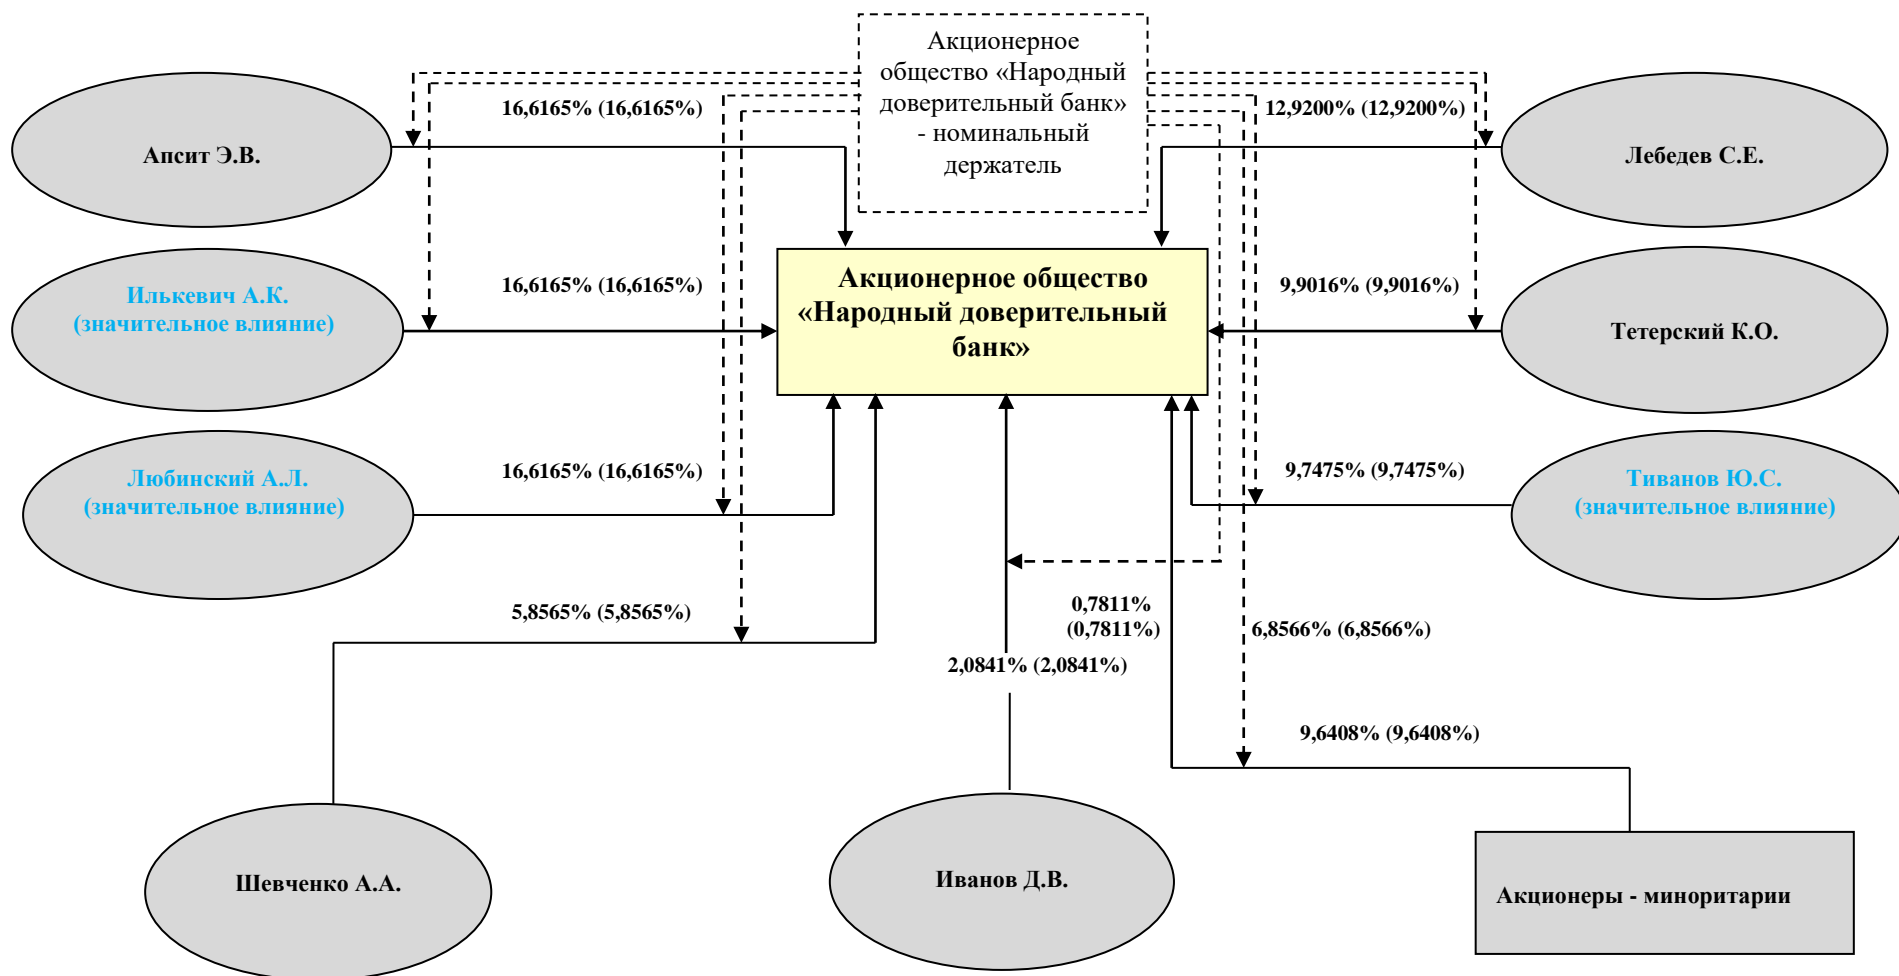 Акционерное
общество «Народный
доверительный банк»
- номинальный
держатель
16,6165% (16,6165%)
12,9200% (12,9200%)
Апсит Э.В.
Лебедев С.Е.
Илькевич А.К.
(значительное влияние)
16,6165% (16,6165%)
Акционерное общество
«Народный доверительный
банк»
9,9016% (9,9016%)
Тетерский К.О.
Любинский А.Л.
(значительное влияние)
16,6165% (16,6165%)
9,7475% (9,7475%)
Тиванов Ю.С.
(значительное влияние)
5,8565% (5,8565%)
0,7811%
(0,7811%)
6,8566% (6,8566%)
2,0841% (2,0841%)
9,6408% (9,6408%)
Шевченко А.А.
Иванов Д.В.
Акционеры - миноритарии